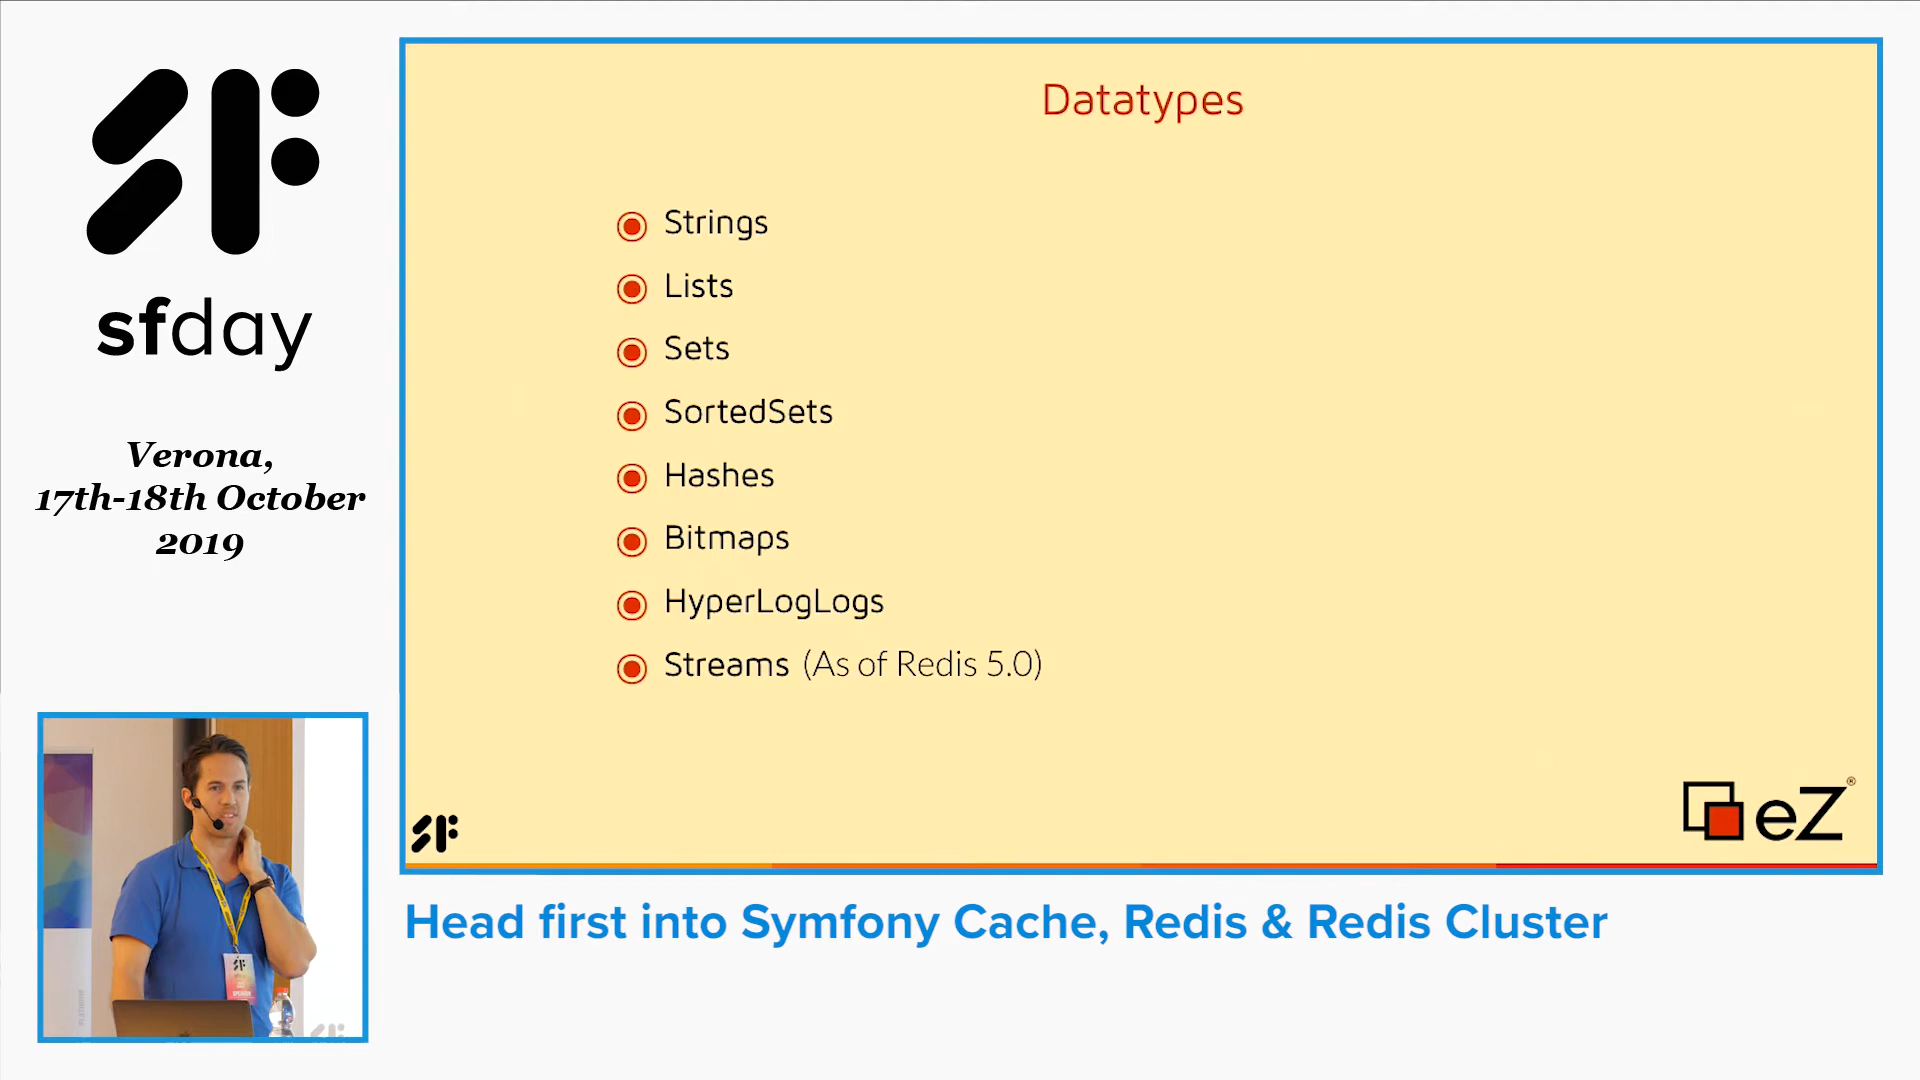 sfday
Verona,
17th-18th October
2019
Datatypes
Strings
Lists
Sets
SortedSets
Hashes
Bitmaps
HyperLogLogs
Streams (As of Redis 5.0)
eZ®
Head first into Symfony Cache, Redis & Redis Cluster